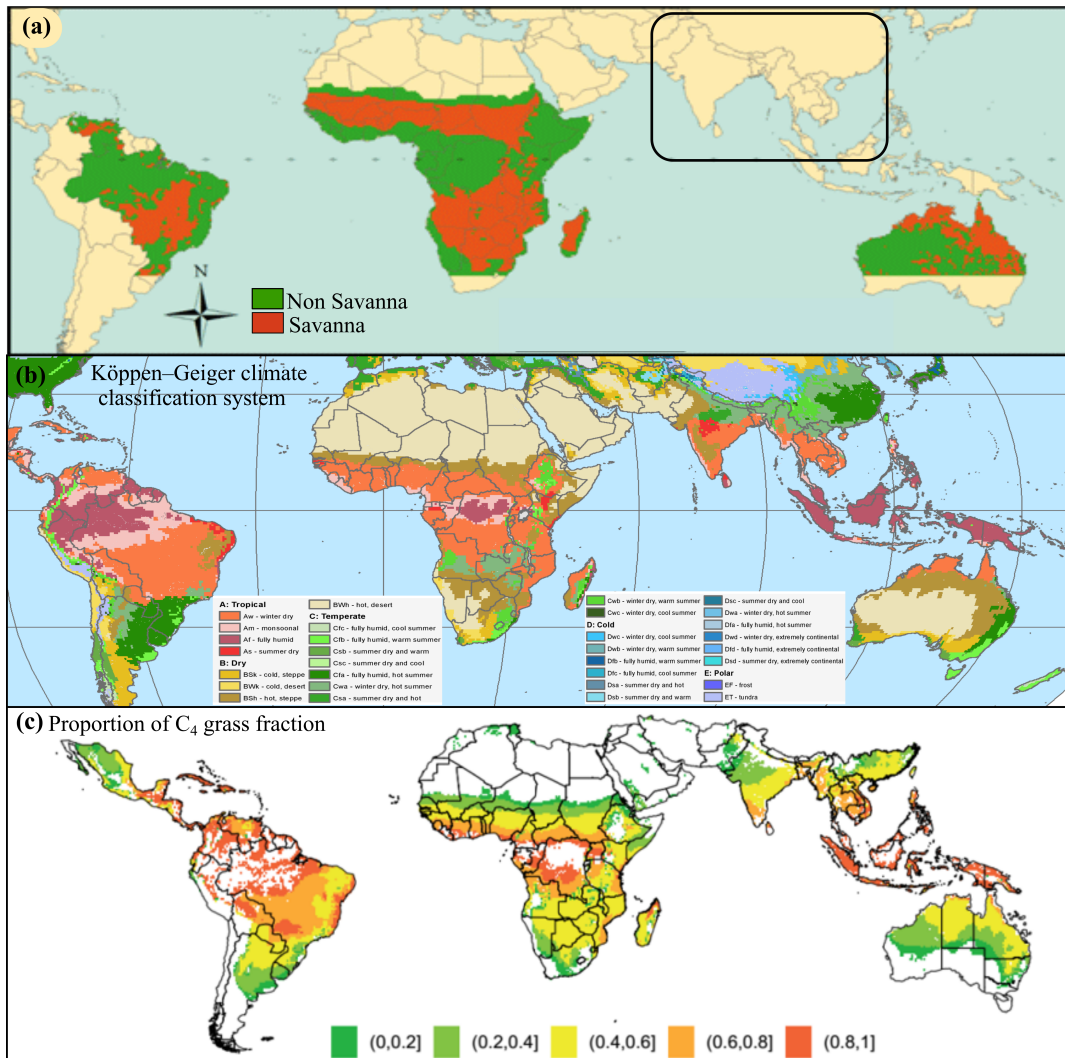 (a)
N
Non Savanna
Savanna
(b)
Köppen–Geiger climate
classification system
A: Tropical
Aw - winter dry
Am - monsoonal
Af - fully humid
As - summer dry
B: Dry
BSk - cold, steppe
BWk - cold, desert
BSh - hot, steppe
BWh - hot, desert
C: Temperate
Cfc - fully humid, cool summer
Cfb - fully humid, warm summer
Csb - summer dry and warm
Csc - summer dry and cool
Cfa - fully humid, hot summer
Cwa - winter dry, hot summer
Csa - summer dry and hot
Cwb - winter dry, warm summer
Cwc - winter dry, cool summer
D: Cold
Dwc - winter dry, cool summer
Dwb - winter dry, warm summer
Dfb - fully humid, warm summer
Dfc - fully humid, cool summer
Dsa - summer dry and hot
Dsb - summer dry and warm
Dsc - summer dry and cool
Dwa - winter dry, hot summer
Dfa - fully humid, hot summer
Dwd - winter dry, extremely continental
Dfd - fully humid, extremely continental
Dsd - summer dry, extremely continental
E: Polar
EF - frost
ET - tundra
(c) Proportion of C₄ grass fraction
(0,0.2] (0.2,0.4] (0.4,0.6] (0.6,0.8] (0.8,1]